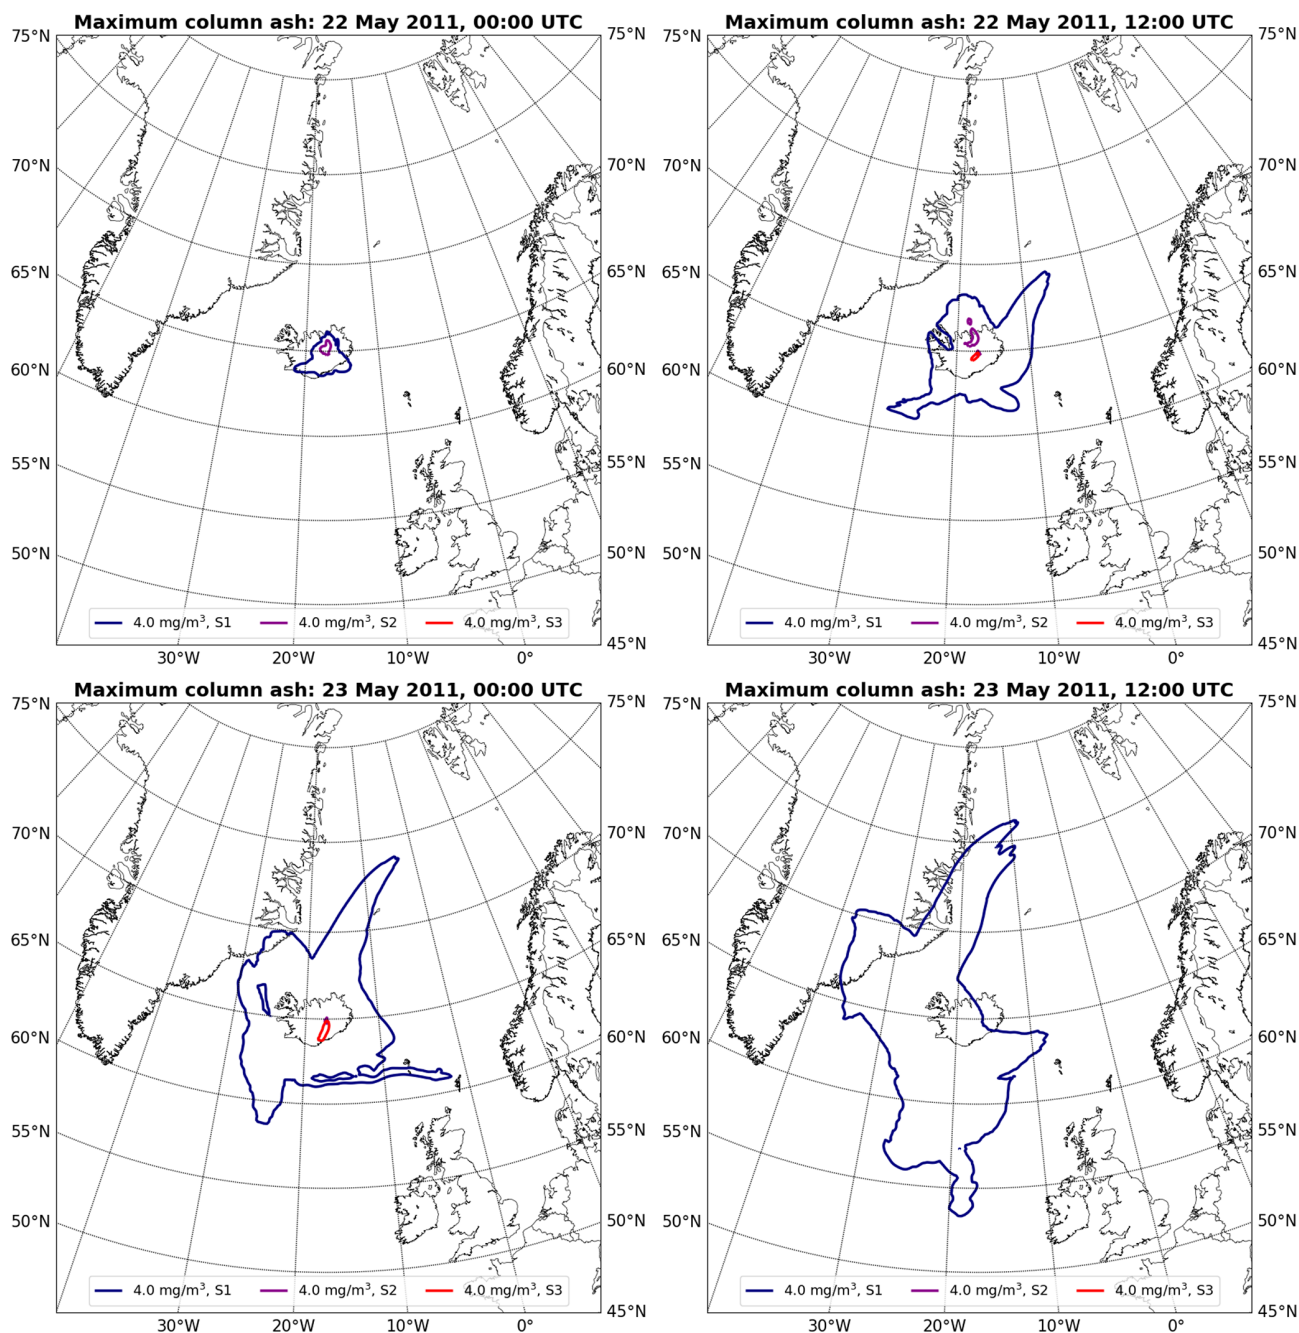 Maximum column ash: 22 May 2011, 00:00 UTC
75°N 75°N
70°N 70°N
65°N 65°N
60°N 60°N
55°N 55°N
50°N 50°N
4.0 mg/m³, S1 4.0 mg/m³, S2 4.0 mg/m³, S3
45°N
30°W 20°W 10°W 0°
Maximum column ash: 22 May 2011, 12:00 UTC
75°N 75°N
70°N 70°N
65°N 65°N
60°N 60°N
55°N 55°N
50°N 50°N
4.0 mg/m³, S1 4.0 mg/m³, S2 4.0 mg/m³, S3
45°N
30°W 20°W 10°W 0°
Maximum column ash: 23 May 2011, 00:00 UTC
75°N 75°N
70°N 70°N
65°N 65°N
60°N 60°N
55°N 55°N
50°N 50°N
4.0 mg/m³, S1 4.0 mg/m³, S2 4.0 mg/m³, S3
45°N
30°W 20°W 10°W 0°
Maximum column ash: 23 May 2011, 12:00 UTC
75°N 75°N
70°N 70°N
65°N 65°N
60°N 60°N
55°N 55°N
50°N 50°N
4.0 mg/m³, S1 4.0 mg/m³, S2 4.0 mg/m³, S3
45°N
30°W 20°W 10°W 0°